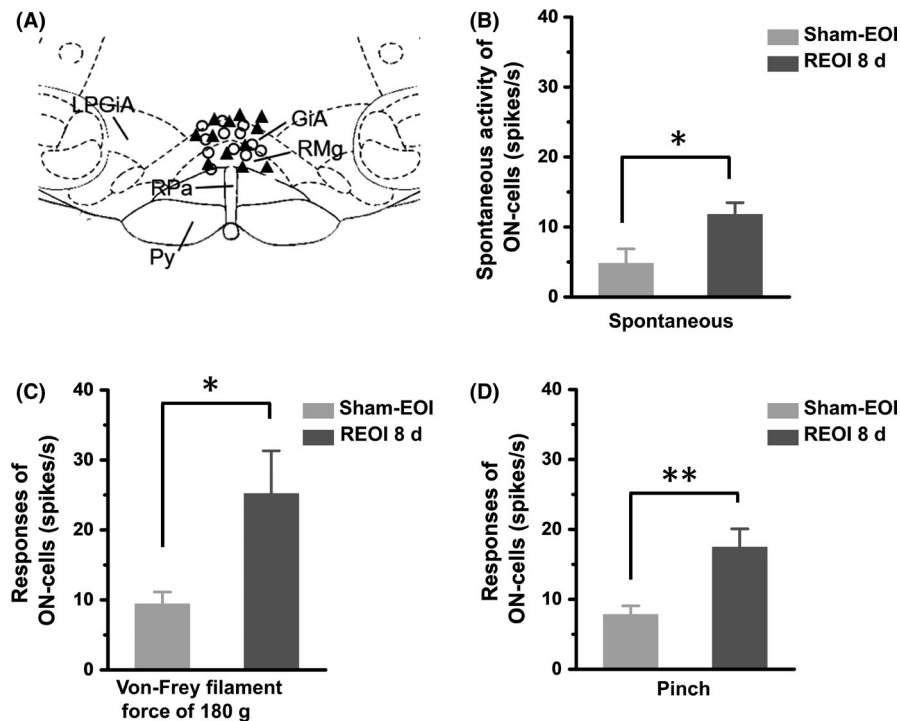 (A)
LPGiA
GiA
RMg
RPa
Py
(B)
Sham-EOI
REOI 8 d
Spontaneous activity of
ON-cells (spikes/s)
40
30
20
10
0
*
Spontaneous
(C)
Sham-EOI
REOI 8 d
Responses of
ON-cells (spikes/s)
40
30
20
10
0
*
Von-Frey filament
force of 180 g
(D)
Sham-EOI
REOI 8 d
Responses of
ON-cells (spikes/s)
40
30
20
10
0
**
Pinch